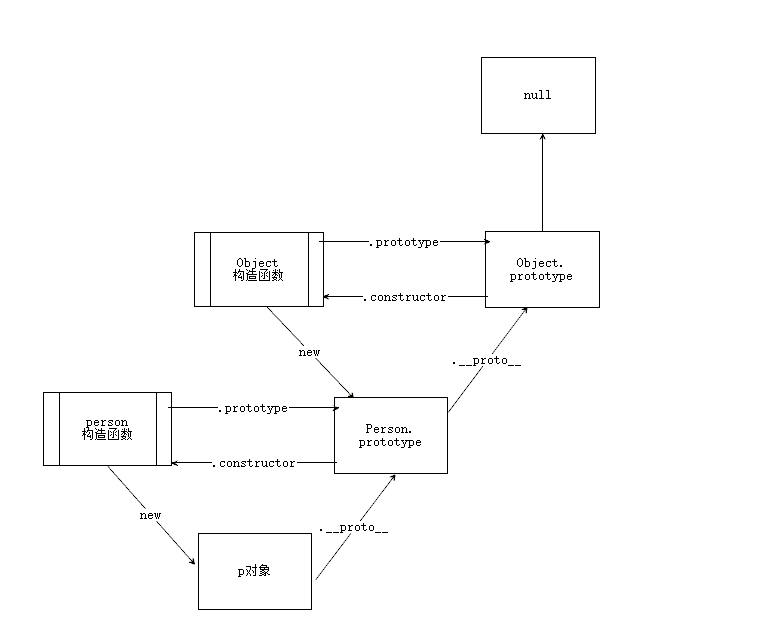 null
.prototype
Object
构造函数
Object.
prototype
.constructor
new
.__proto__
.prototype
person
构造函数
Person.
prototype
.constructor
new
.__proto__
p对象